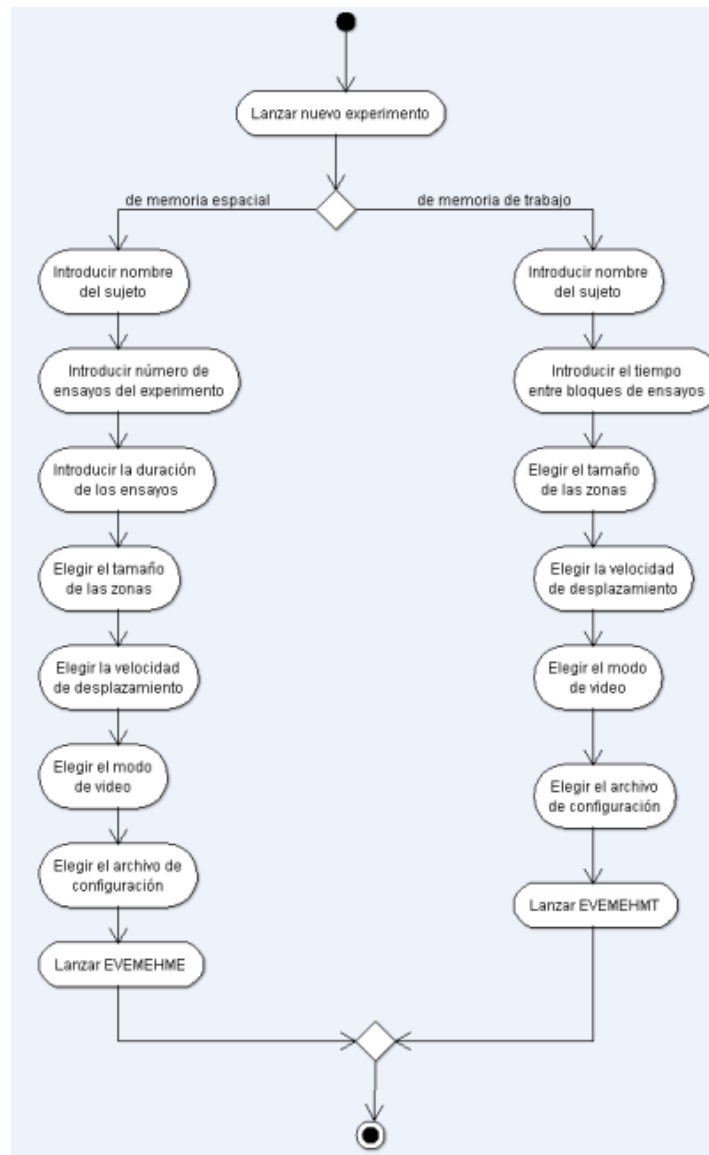 Lanzar nuevo experimento
de memoria espacial
de memoria de trabajo
Introducir nombre
del sujeto
Introducir número de
ensayos del experimento
Introducir la duración
de los ensayos
Elegir el tamaño
de las zonas
Elegir la velocidad
de desplazamiento
Elegir el modo
de video
Elegir el archivo de
configuración
Lanzar EVEMEHME
Introducir nombre
del sujeto
Introducir el tiempo
entre bloques de ensayos
Elegir el tamaño
de las zonas
Elegir la velocidad
de desplazamiento
Elegir el modo
de video
Elegir el archivo
de configuración
Lanzar EVEMEHMT